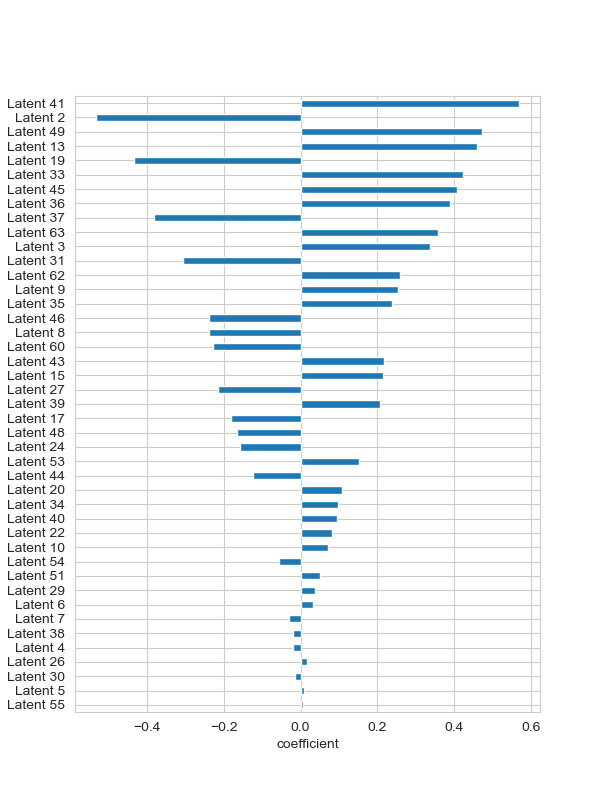 Latent 41
Latent 2
Latent 49
Latent 13
Latent 19
Latent 33
Latent 45
Latent 36
Latent 37
Latent 63
Latent 3
Latent 31
Latent 62
Latent 9
Latent 35
Latent 46
Latent 8
Latent 60
Latent 43
Latent 15
Latent 27
Latent 39
Latent 17
Latent 48
Latent 24
Latent 53
Latent 44
Latent 20
Latent 34
Latent 40
Latent 22
Latent 10
Latent 54
Latent 51
Latent 29
Latent 6
Latent 7
Latent 38
Latent 4
Latent 26
Latent 30
Latent 5
Latent 55
−0.4 −0.2 0.0 0.2 0.4 0.6
coefficient